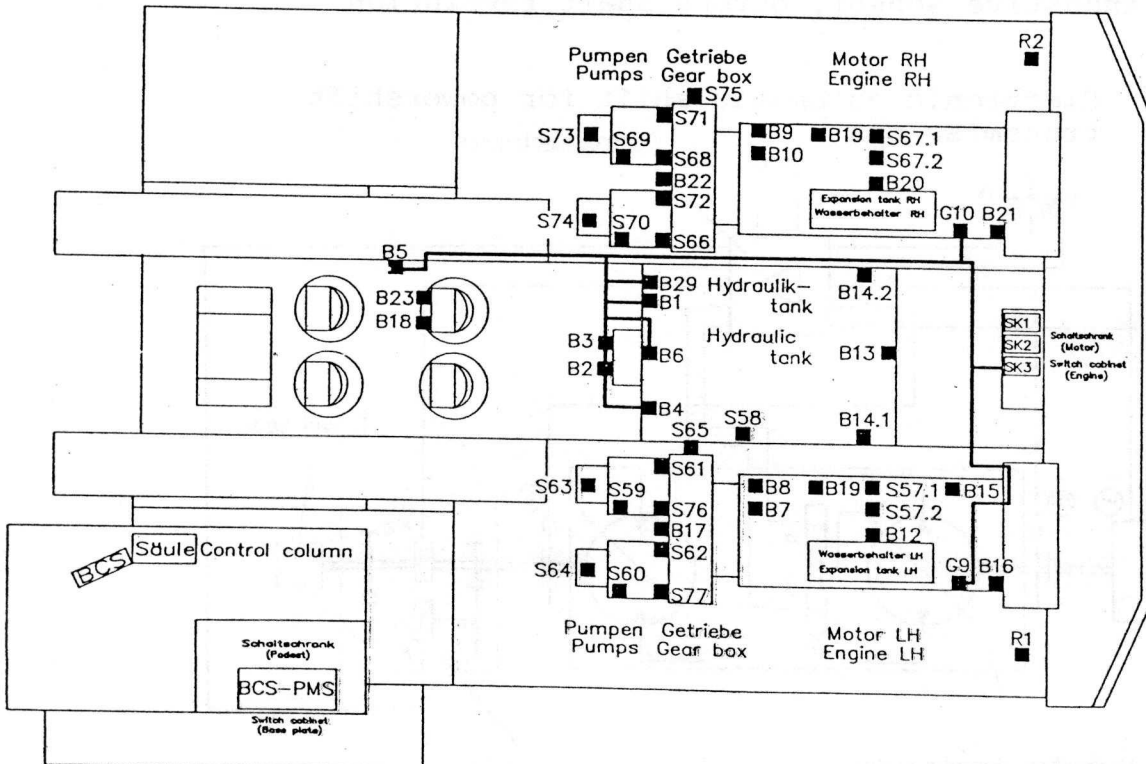 R2
Pumpen Getriebe
Pumps Gear box
Motor RH
Engine RH
S75
S71
S73
S69
S68
B9
B19
S67.1
B10
S67.2
B22
B20
S72
Expansion tank RH
Wasserbehalter RH
S74
S70
S66
G10 B21
B5
B29
Hydraulik-
tank
B14.2
B23
B1
B18
SK1
Schaltschrank
(Motor)
B3
Hydraulic
tank
B6
B13
SK2
B2
SK3
Switch cabinet
(Engine)
B4
S58
B14.1
S65
S61
S63
S59
S76
B8
B19
S57.1
B15
B7
S57.2
B17
B12
S62
Wasserbehalter LH
Expansion tank LH
BCS
Säule Control column
S64
S60
S77
G9 B16
Pumpen Getriebe
Pumps Gear box
Motor LH
Engine LH
R1
Schaltschrank
(Podest)
BCS-PMS
Switch cabinet
(Base plate)